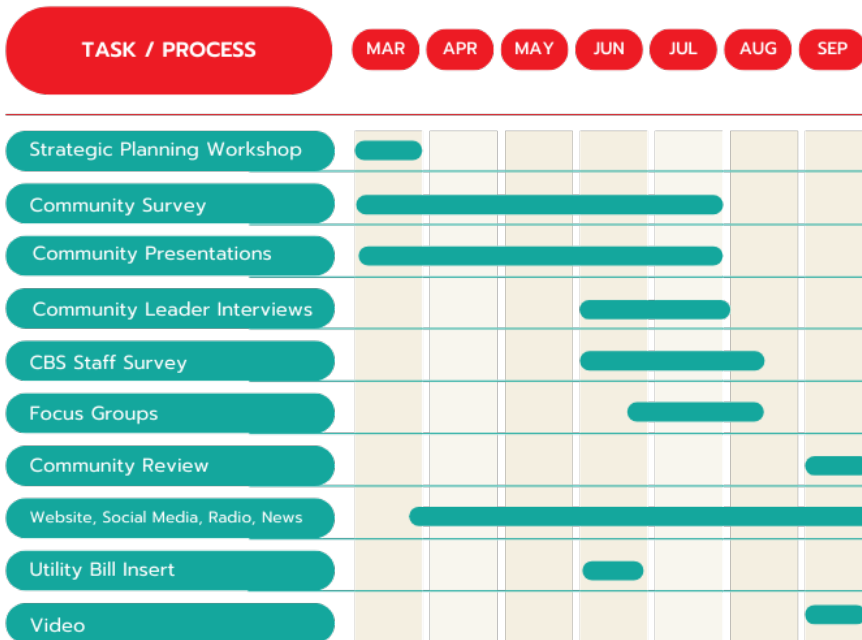 TASK / PROCESS MAR APR MAY JUN JUL AUG SEP
Strategic Planning Workshop
Community Survey
Community Presentations
Community Leader Interviews
CBS Staff Survey
Focus Groups
Community Review
Website, Social Media, Radio, News
Utility Bill Insert
Video